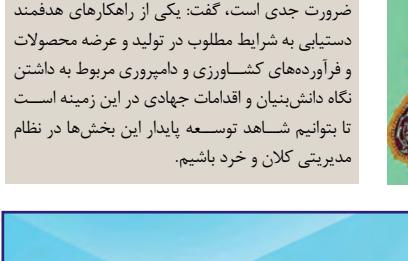 ضرورت جدی است، گفت: یکی از راهکارهای هدفمند
دستیابی به شرایط مطلوب در تولید و عرضه محصولات
و فرآورده‌های کشــاورزی و دامپروری مربوط به داشتن
نگاه دانش‌بنیان و اقدامات جهادی در این زمینه اســت
تا بتوانیم شــاهد توســعه پایدار این بخش‌ها در نظام
مدیریتی کلان و خرد باشیم.